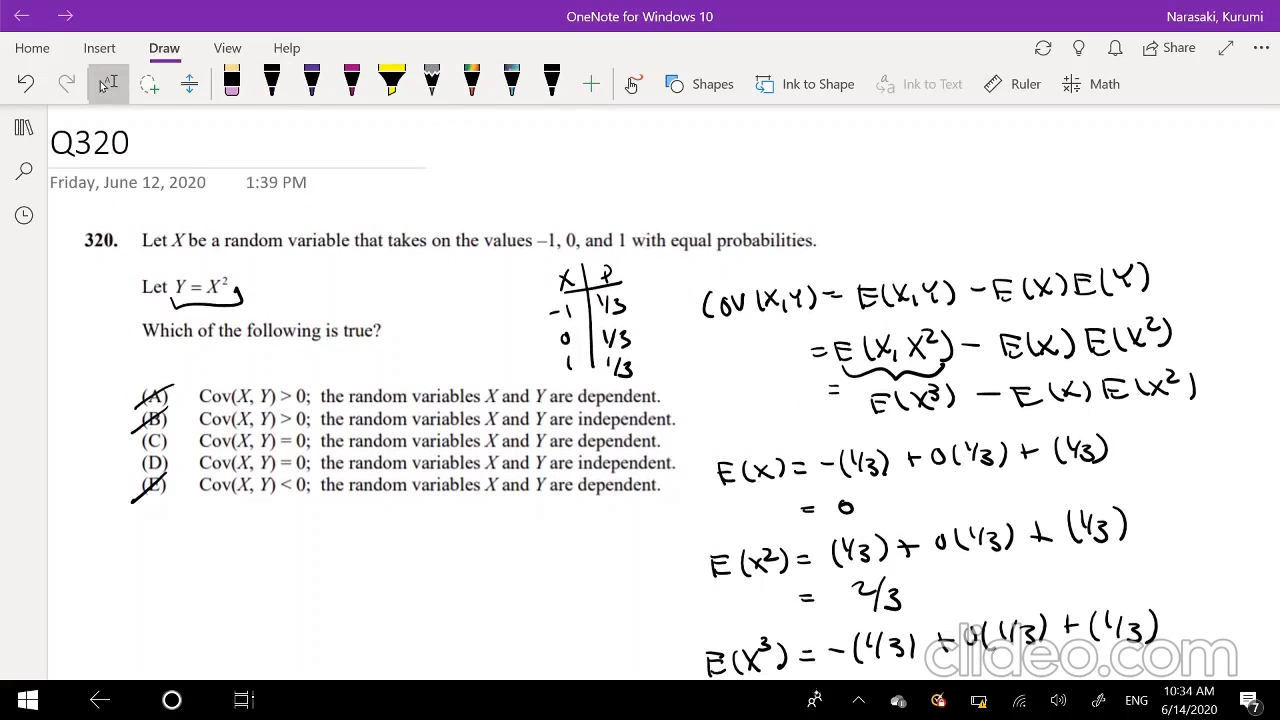 OneNote for Windows 10
Narasaki, Kurumi
Home Insert Draw View Help
Share
Shapes Ink to Shape Ink to Text Ruler Math
Q320
Friday, June 12, 2020 1:39 PM
320. Let X be a random variable that takes on the values –1, 0, and 1 with equal probabilities.
Let Y = X²
Which of the following is true?
(A) Cov(X, Y) > 0; the random variables X and Y are dependent.
(B) Cov(X, Y) > 0; the random variables X and Y are independent.
(C) Cov(X, Y) = 0; the random variables X and Y are dependent.
(D) Cov(X, Y) = 0; the random variables X and Y are independent.
(E) Cov(X, Y) < 0; the random variables X and Y are dependent.
X P
-1 1/3
0 1/3
1 1/3
COV(X,Y) = E(X,Y) - E(X)E(Y)
= E(X,X²) - E(X)E(X²)
= E(X³) - E(X)E(X²)
E(X) = -(1/3) + 0(1/3) + (1/3)
= 0
E(X²) = (1/3) + 0(1/3) + (1/3)
= 2/3
E(X³) = -(1/3) + 0(1/3) + (1/3)
clideo.com
ENG
10:34 AM
6/14/2020
7